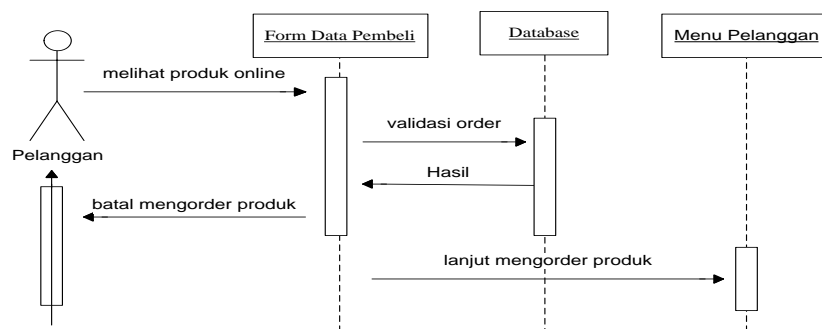 Form Data Pembeli
Database
Menu Pelanggan
melihat produk online
validasi order
Pelanggan
Hasil
batal mengorder produk
lanjut mengorder produk